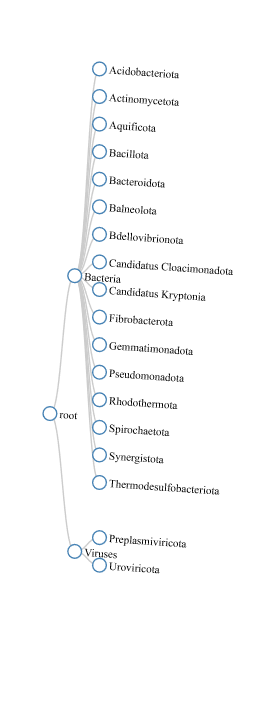 Acidobacteriota
Actinomycetota
Aquificota
Bacillota
Bacteroidota
Balneolota
Bdellovibrionota
Candidatus Cloacimonadota
Bacteria
Candidatus Kryptonia
Fibrobacterota
Gemmatimonadota
Pseudomonadota
Rhodothermota
root
Spirochaetota
Synergistota
Thermodesulfobacteriota
Preplasmiviricota
Viruses
Uroviricota